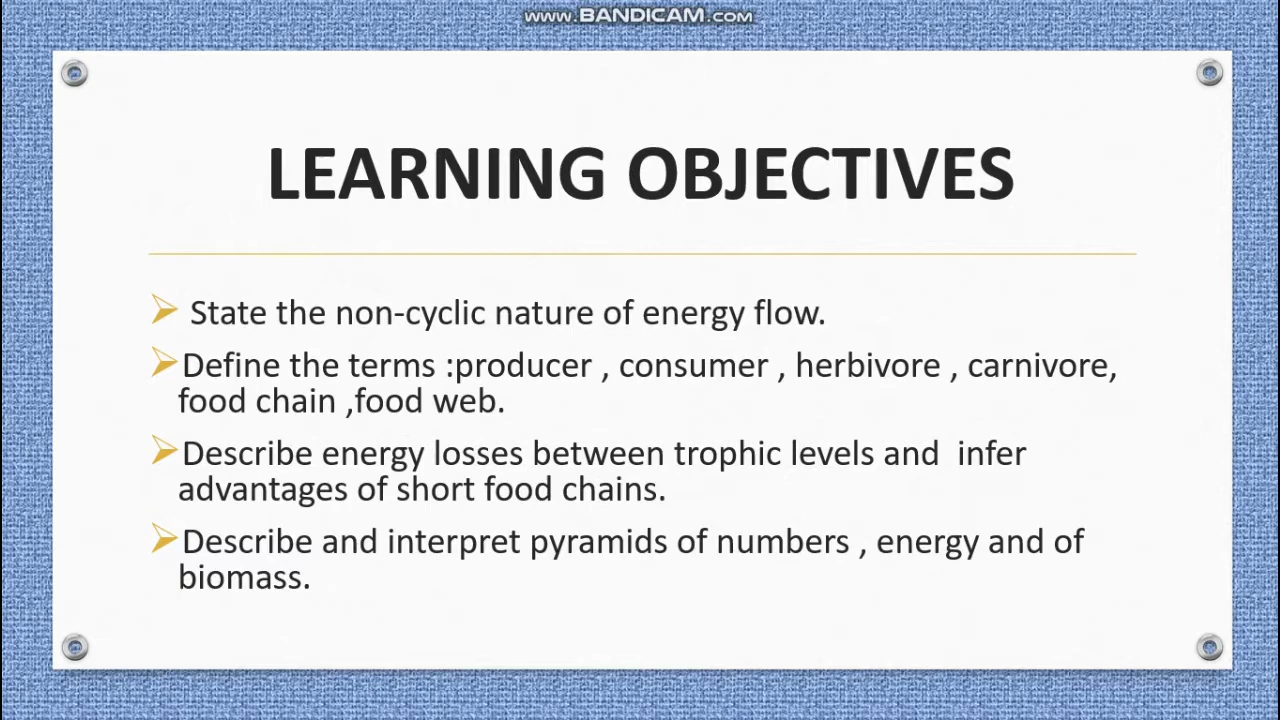 WWW.BANDICAM.COM
LEARNING OBJECTIVES
State the non-cyclic nature of energy flow.
Define the terms :producer , consumer , herbivore , carnivore,
food chain ,food web.
Describe energy losses between trophic levels and  infer
advantages of short food chains.
Describe and interpret pyramids of numbers , energy and of
biomass.